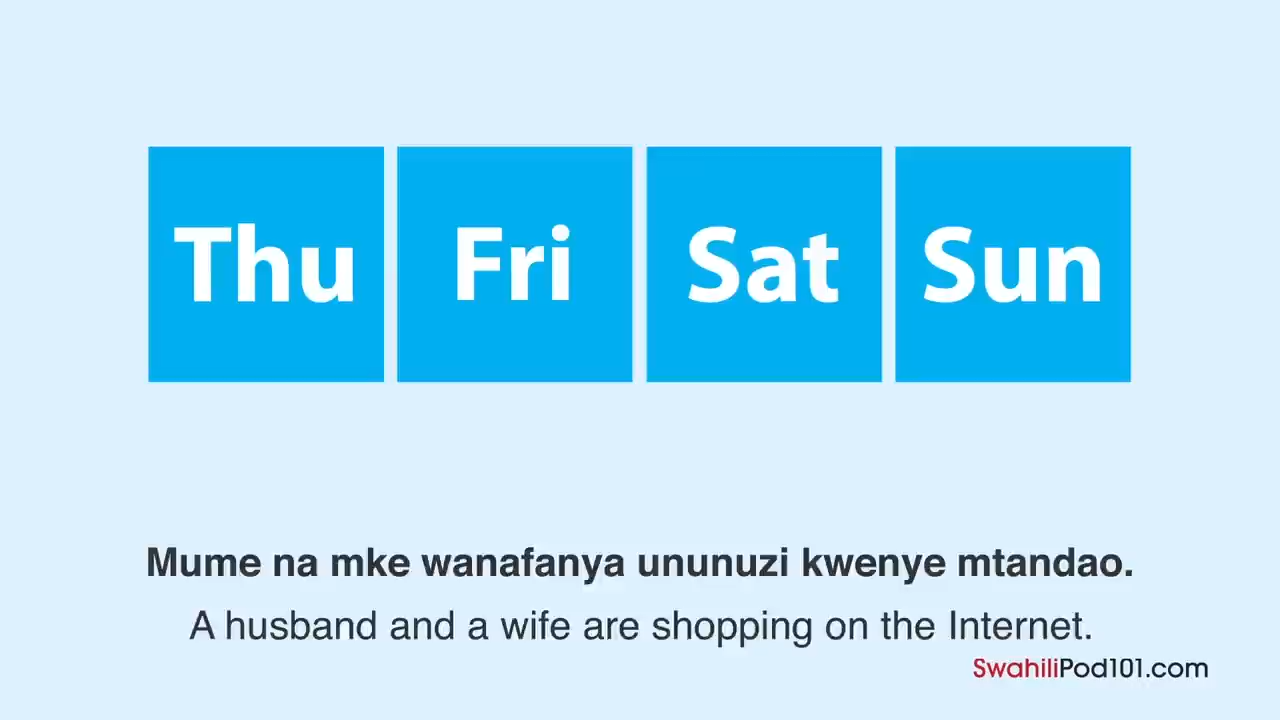 Thu Fri Sat Sun
Mume na mke wanafanya ununuzi kwenye mtandao.
A husband and a wife are shopping on the Internet.
SwahiliPod101.com